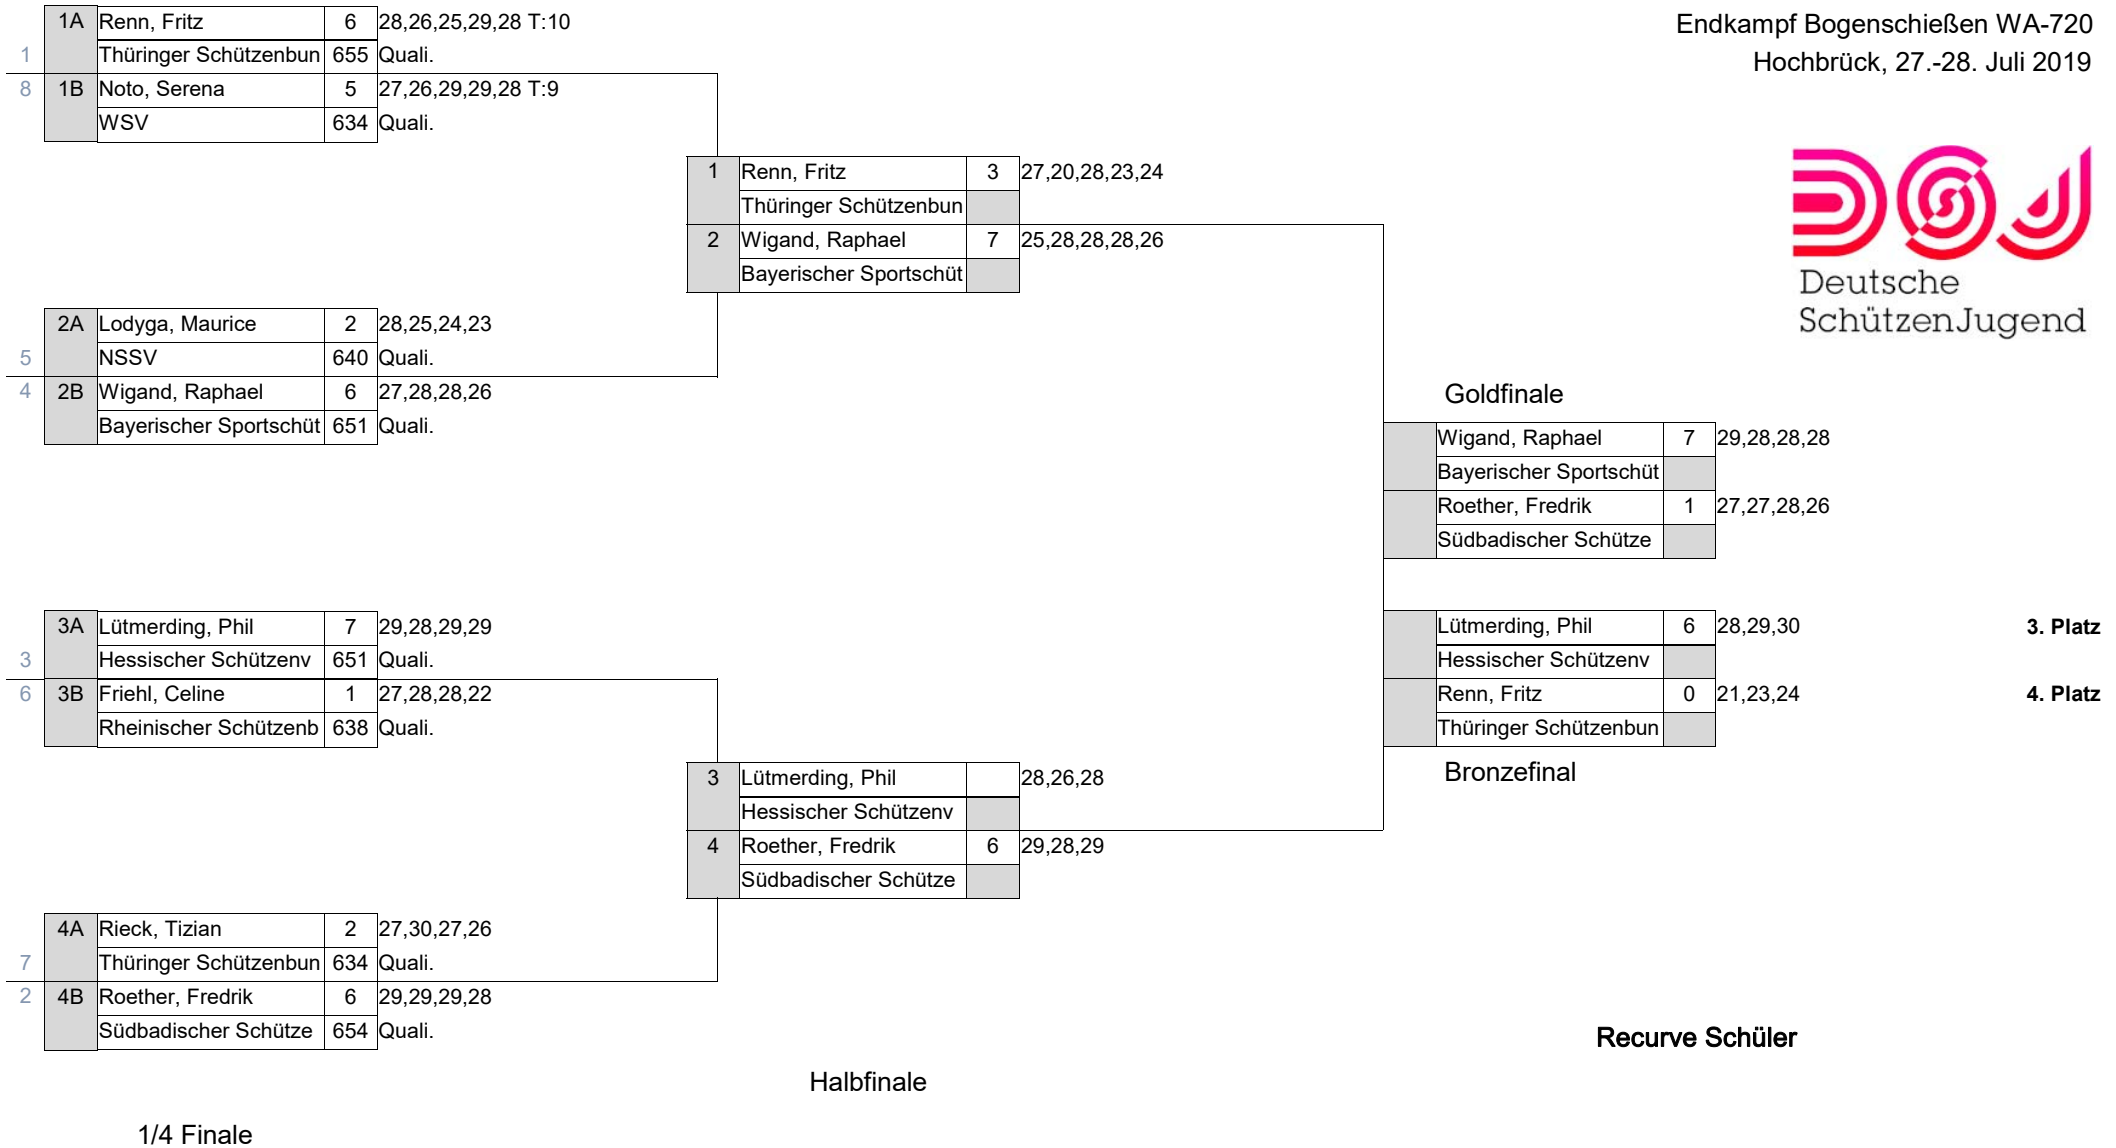 Endkampf Bogenschießen WA-720
Hochbrück, 27.-28. Juli 2019
Deutsche
SchützenJugend
1A Renn, Fritz 6 28,26,25,29,28 T:10
1 Thüringer Schützenbun 655 Quali.
8 1B Noto, Serena 5 27,26,29,29,28 T:9
WSV 634 Quali.
2A Lodyga, Maurice 2 28,25,24,23
5 NSSV 640 Quali.
4 2B Wigand, Raphael 6 27,28,28,26
Bayerischer Sportschüt 651 Quali.
3A Lütmerding, Phil 7 29,28,29,29
3 Hessischer Schützenv 651 Quali.
6 3B Friehl, Celine 1 27,28,28,22
Rheinischer Schützenb 638 Quali.
4A Rieck, Tizian 2 27,30,27,26
7 Thüringer Schützenbun 634 Quali.
2 4B Roether, Fredrik 6 29,29,29,28
Südbadischer Schütze 654 Quali.
1/4 Finale
1 Renn, Fritz 3 27,20,28,23,24
Thüringer Schützenbun
2 Wigand, Raphael 7 25,28,28,28,26
Bayerischer Sportschüt
3 Lütmerding, Phil 28,26,28
Hessischer Schützenv
4 Roether, Fredrik 6 29,28,29
Südbadischer Schütze
Halbfinale
Goldfinale
Wigand, Raphael 7 29,28,28,28
Bayerischer Sportschüt
Roether, Fredrik 1 27,27,28,26
Südbadischer Schütze
Lütmerding, Phil 6 28,29,30 3. Platz
Hessischer Schützenv
Renn, Fritz 0 21,23,24 4. Platz
Thüringer Schützenbun
Bronzefinal
Recurve Schüler